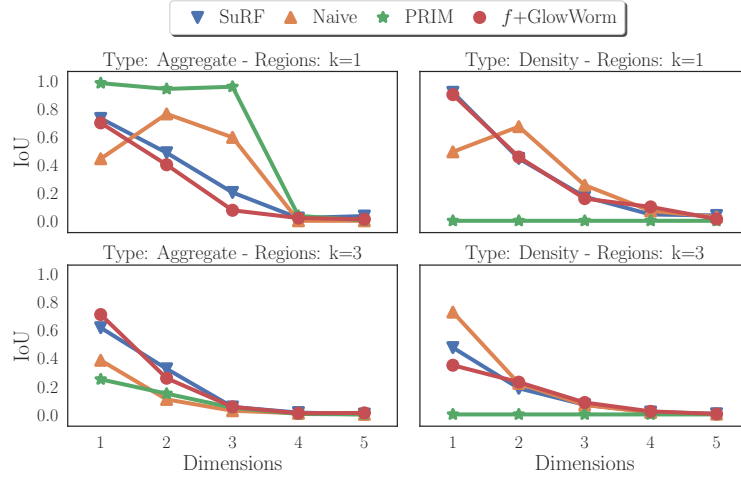 SuRF Naive PRIM f+GlowWorm
Type: Aggregate - Regions: k=1
Type: Density - Regions: k=1
IoU
1.0
0.8
0.6
0.4
0.2
0.0
Type: Aggregate - Regions: k=3
Type: Density - Regions: k=3
IoU
1.0
0.8
0.6
0.4
0.2
0.0
1 2 3 4 5
1 2 3 4 5
Dimensions
Dimensions